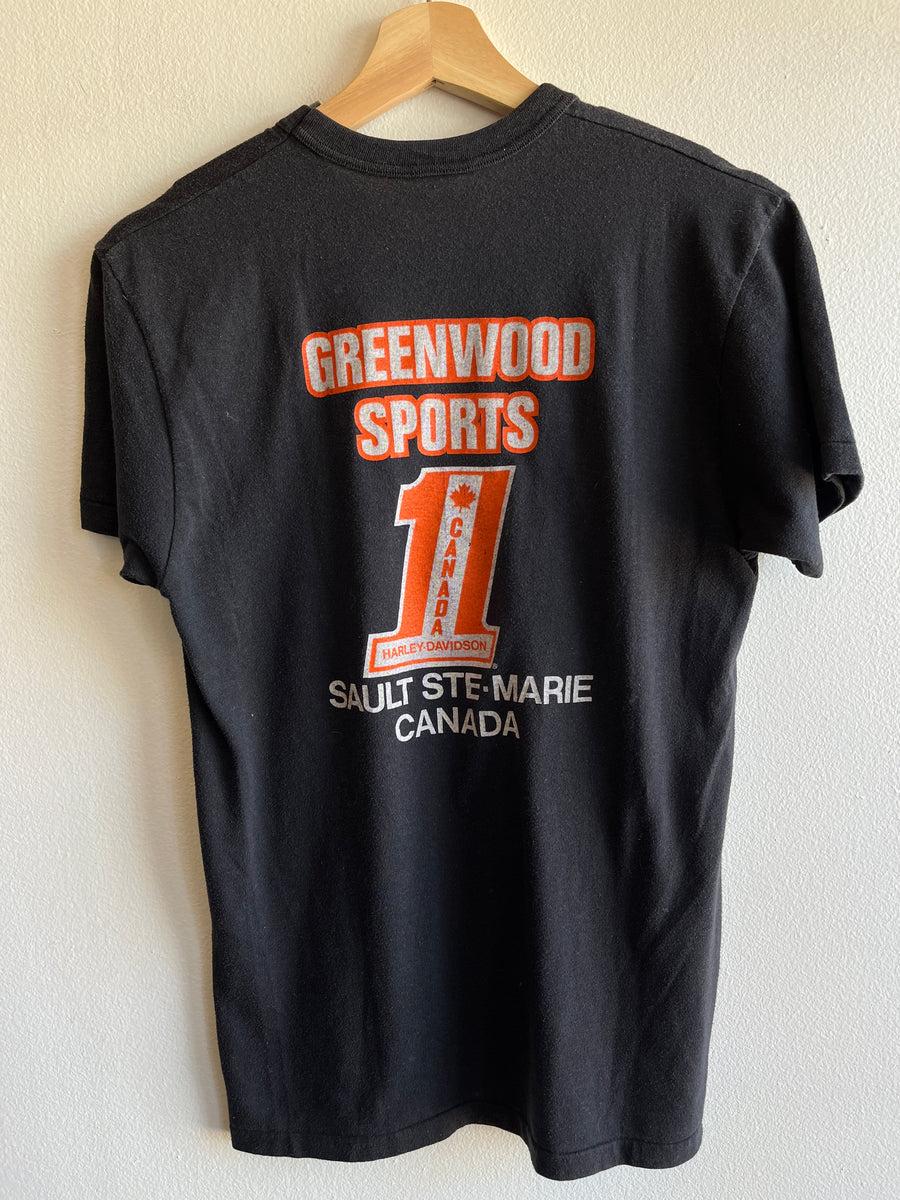 GREENWOOD
SPORTS
1
CANADA
HARLEY-DAVIDSON
®
SAULT STE-MARIE
CANADA